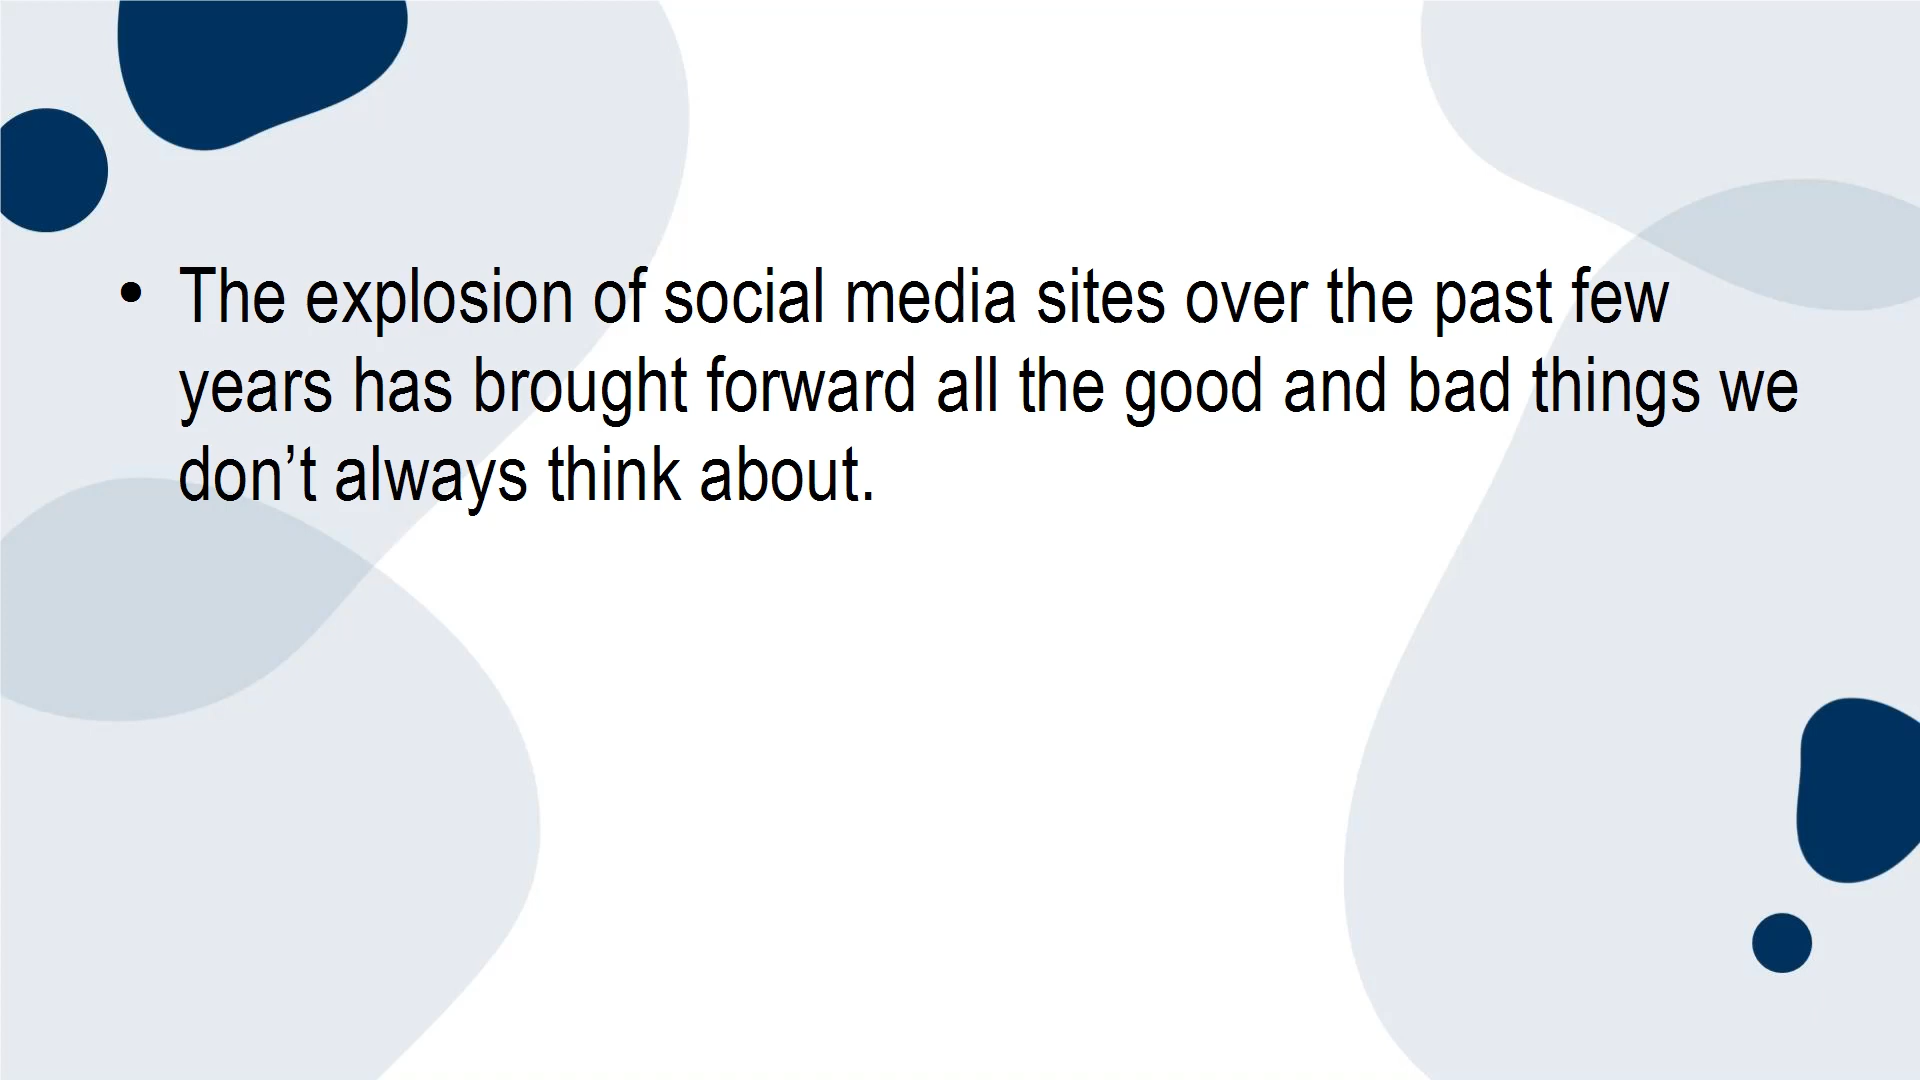 • The explosion of social media sites over the past few
years has brought forward all the good and bad things we
don’t always think about.